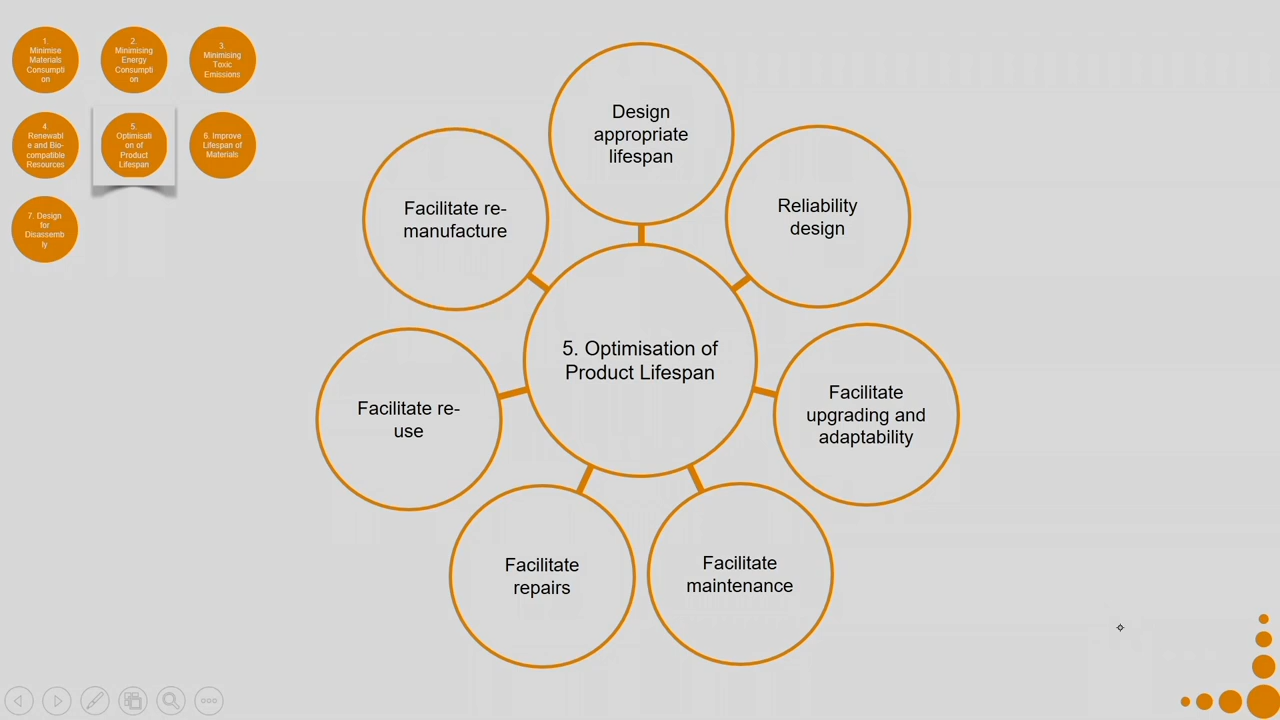 1.
Minimise
Materials
Consumpti
on
2.
Minimising
Energy
Consumpti
on
3.
Minimising
Toxic
Emissions
4.
Renewabl
e and Bio-
compatible
Resources
5.
Optimisati
on of
Product
Lifespan
6. Improve
Lifespan of
Materials
7. Design
for
Disassemb
ly
Design
appropriate
lifespan
Reliability
design
Facilitate
upgrading and
adaptability
Facilitate
maintenance
Facilitate
repairs
Facilitate re-
use
Facilitate re-
manufacture
5. Optimisation of
Product Lifespan